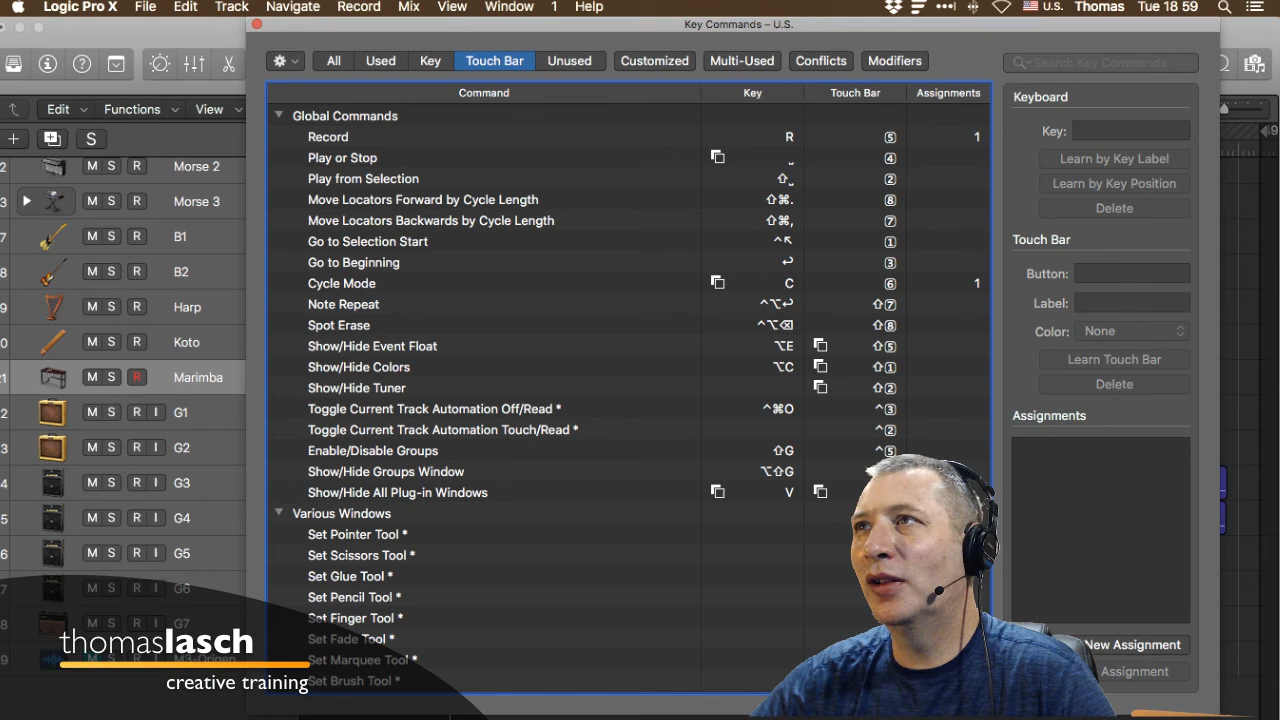 Logic Pro X File Edit Track Navigate Record Mix View Window 1 Help U.S. Thomas Tue 18 59
Key Commands – U.S.
All Used Key Touch Bar Unused Customized Multi-Used Conflicts Modifiers Search Key Commands
Edit Functions View
S
M S R Morse 2
M S R Morse 3
M S R B1
M S R B2
M S R Harp
M S R Koto
M S R Marimba
M S R I G1
M S R I G2
M S R I G3
M S R I G4
M S R I G5
M S R I G6
M S R I G7
M3-Origen
Command Key Touch Bar Assignments
Global Commands
Record R 5 1
Play or Stop ␣ 4
Play from Selection ⇧␣ 2
Move Locators Forward by Cycle Length ⇧⌘. 8
Move Locators Backwards by Cycle Length ⇧⌘, 7
Go to Selection Start ^↖ 1
Go to Beginning ↩ 3
Cycle Mode C 6 1
Note Repeat ^⌥↩ ⇧7
Spot Erase ^⌥⌫ ⇧8
Show/Hide Event Float ⌥E ⇧5
Show/Hide Colors ⌥C ⇧1
Show/Hide Tuner ⇧2
Toggle Current Track Automation Off/Read * ^⌘O ^3
Toggle Current Track Automation Touch/Read * ^2
Enable/Disable Groups ⇧G ^5
Show/Hide Groups Window ⌥⇧G
Show/Hide All Plug-in Windows V
Various Windows
Set Pointer Tool *
Set Scissors Tool *
Set Glue Tool *
Set Pencil Tool *
Set Finger Tool *
Set Fade Tool *
Set Marquee Tool *
Set Brush Tool *
Keyboard
Key:
Learn by Key Label
Learn by Key Position
Delete
Touch Bar
Button:
Label:
Color: None
Learn Touch Bar
Delete
Assignments
New Assignment
Assignment
thomaslasch
creative training